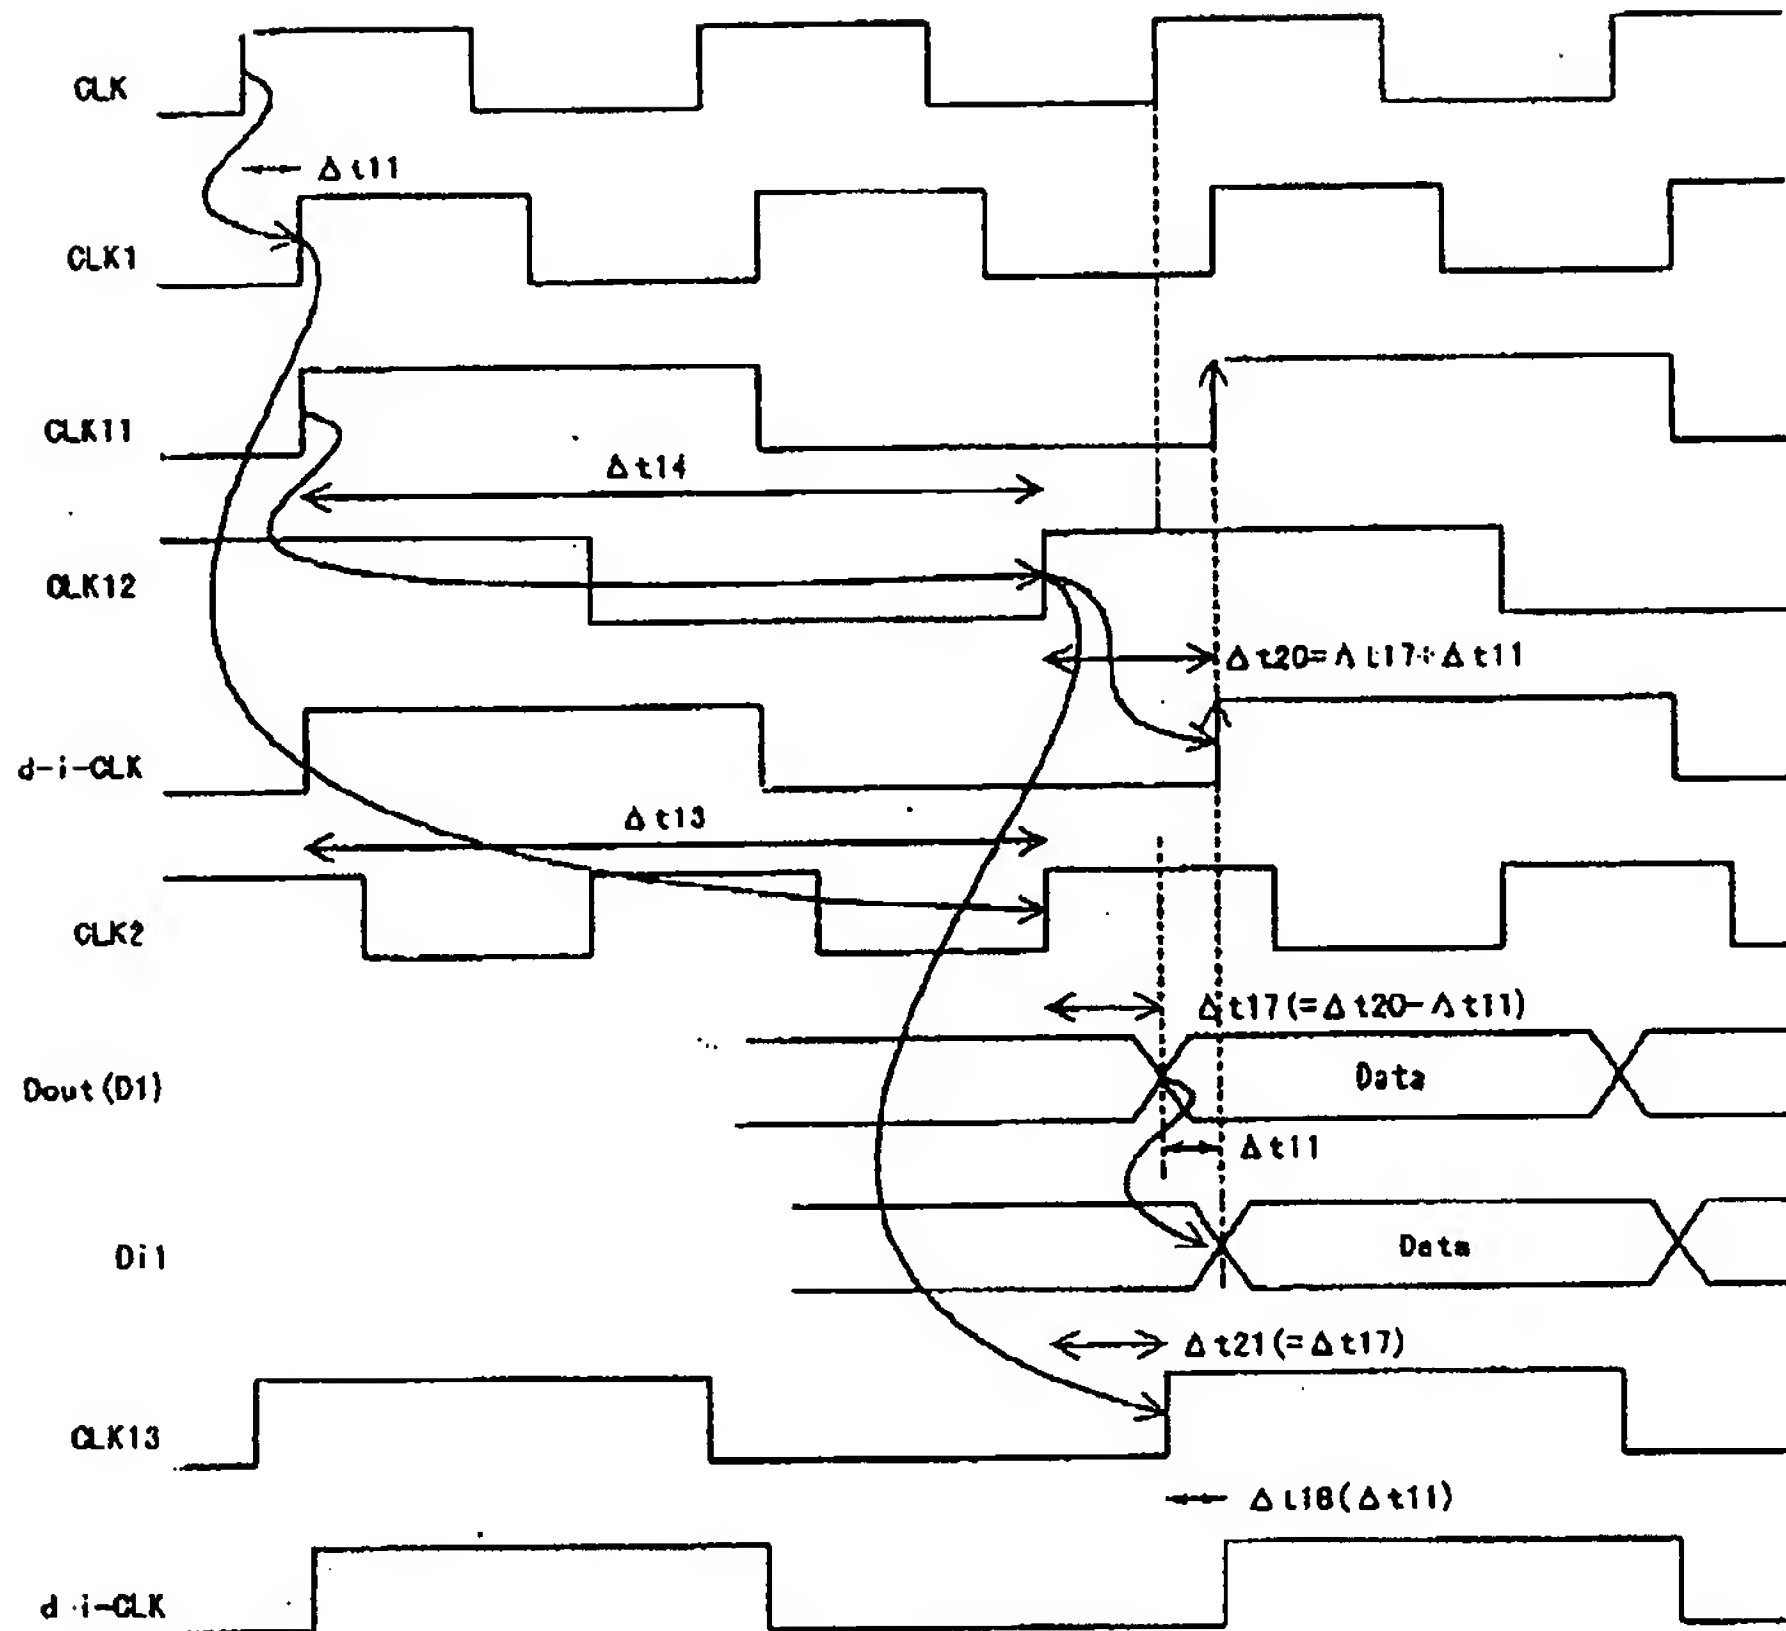 CLK
Δt11
CLK1
CLK11
Δt14
CLK12
Δt20=Δt17+Δt11
d-i-CLK
Δt13
CLK2
Δt17(=Δt20-Δt11)
Dout(D1)
Data
Δt11
Di1
Data
Δt21(=Δt17)
CLK13
Δt18(Δt11)
d-i-CLK